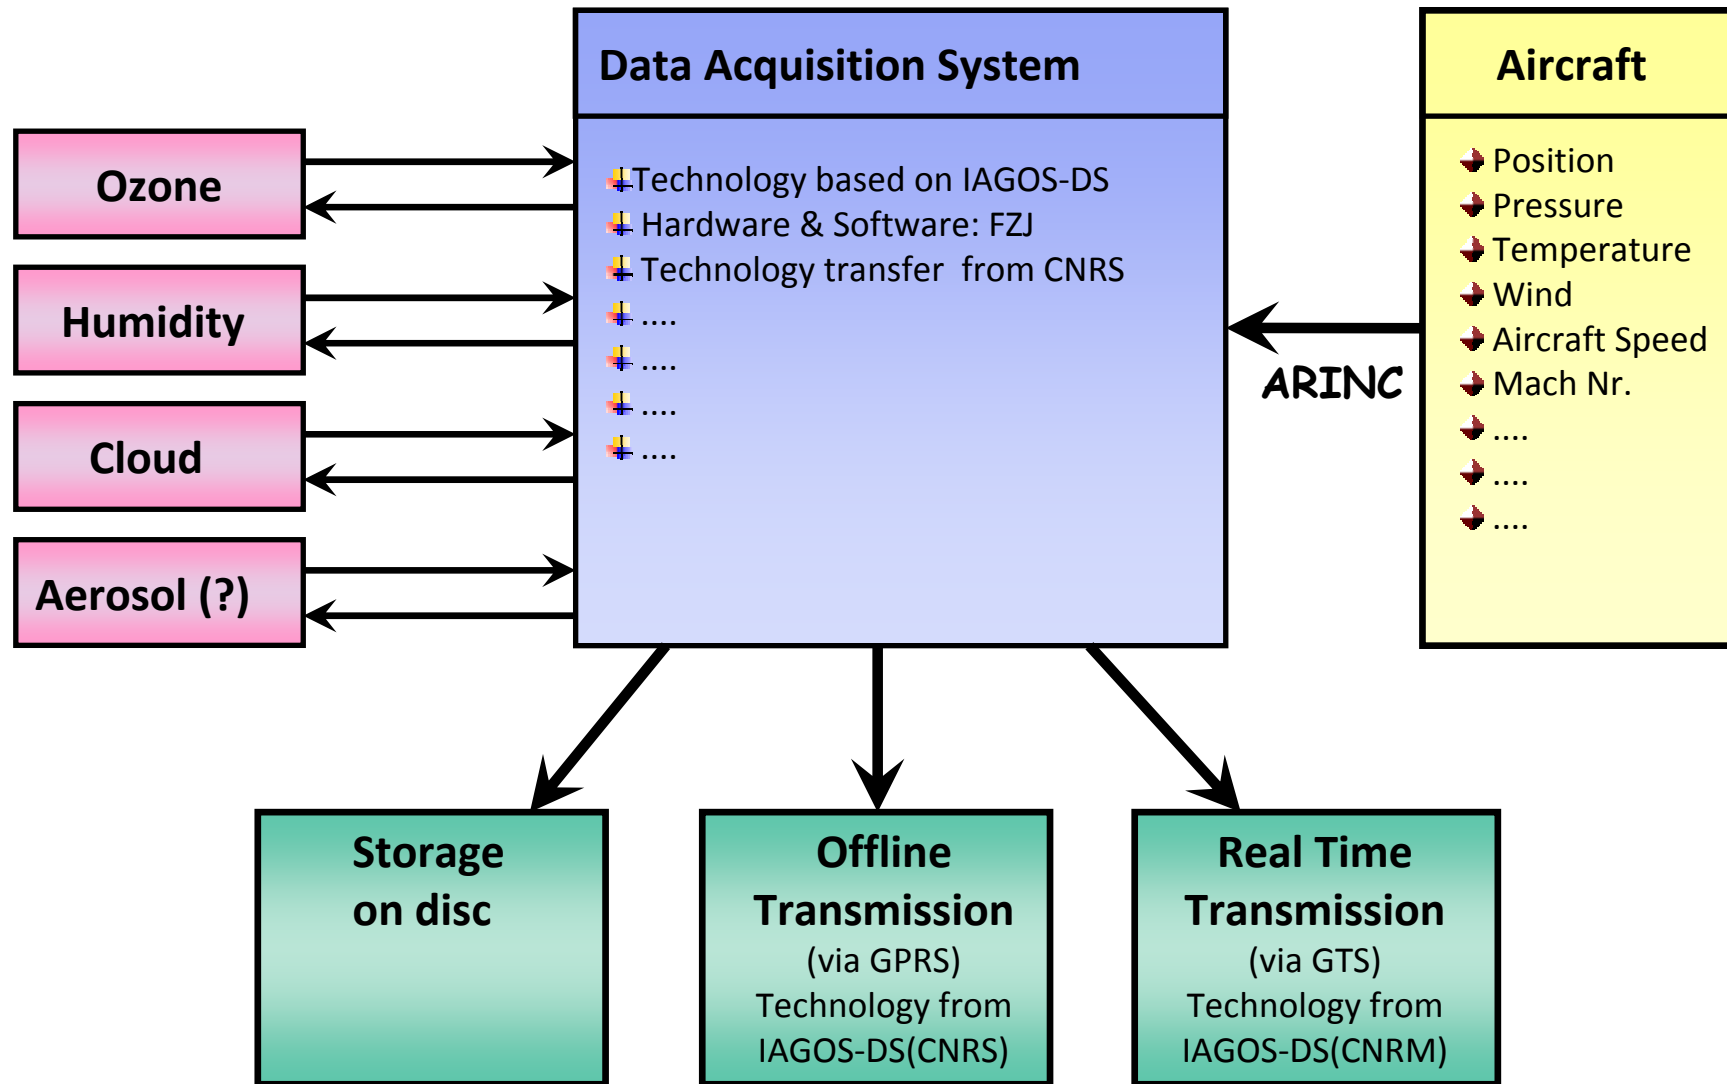 Data Acquisition System
Technology based on IAGOS-DS
Hardware & Software: FZJ
Technology transfer  from CNRS
....
....
....
....
Aircraft
Position
Pressure
Temperature
Wind
Aircraft Speed
Mach Nr.
....
....
....
ARINC
Ozone
Humidity
Cloud
Aerosol (?)
Storage
on disc
Offline
Transmission
(via GPRS)
Technology from
IAGOS-DS(CNRS)
Real Time
Transmission
(via GTS)
Technology from
IAGOS-DS(CNRM)